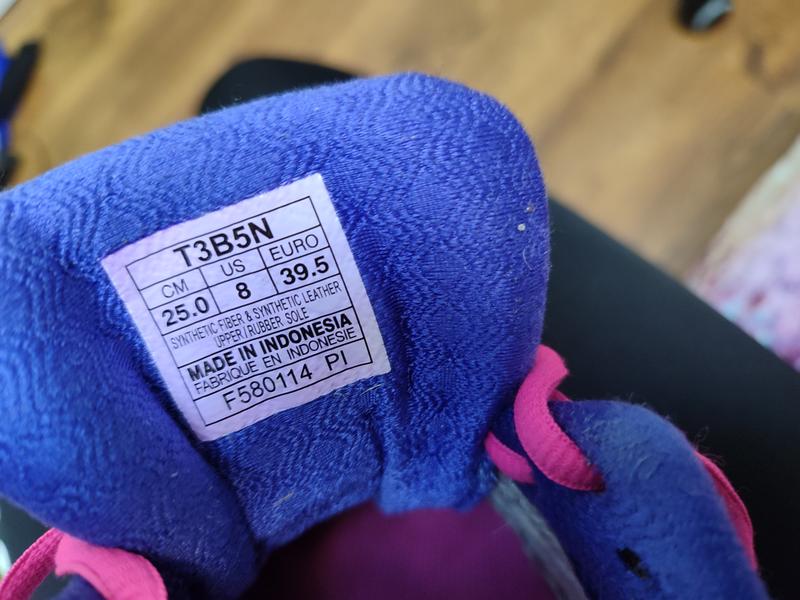 T3B5N
CM US EURO
25.0 8 39.5
SYNTHETIC FIBER & SYNTHETIC LEATHER
UPPER/RUBBER SOLE
MADE IN INDONESIA
FABRIQUE EN INDONESIE
F580114 PI